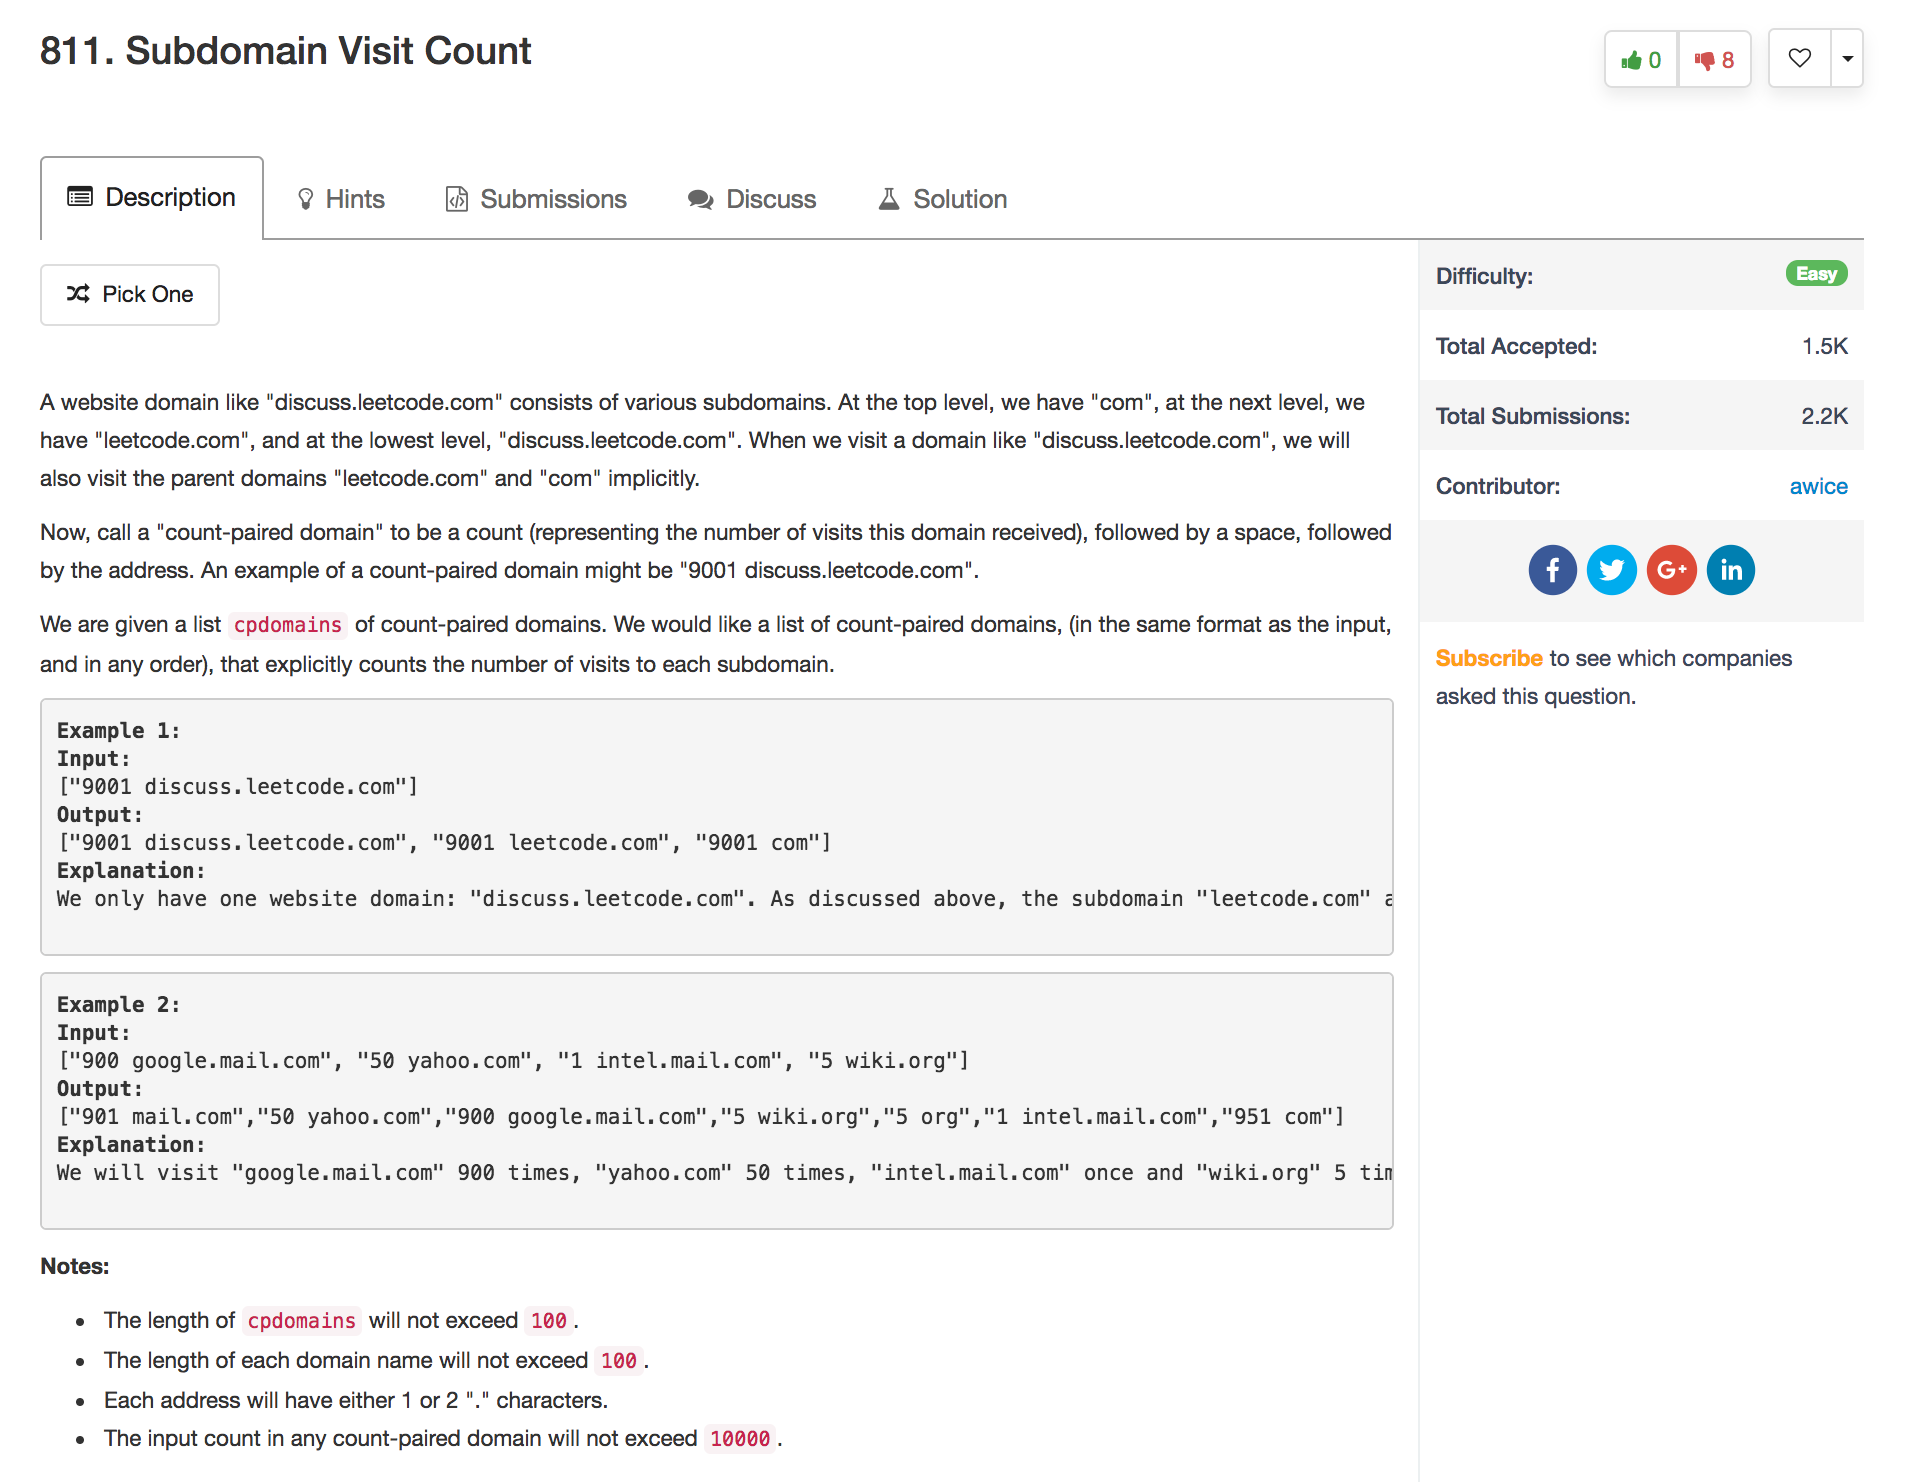 811. Subdomain Visit Count
0
8
Description
Hints
Submissions
Discuss
Solution
Pick One
A website domain like "discuss.leetcode.com" consists of various subdomains. At the top level, we have "com", at the next level, we
have "leetcode.com", and at the lowest level, "discuss.leetcode.com". When we visit a domain like "discuss.leetcode.com", we will
also visit the parent domains "leetcode.com" and "com" implicitly.
Now, call a "count-paired domain" to be a count (representing the number of visits this domain received), followed by a space, followed
by the address. An example of a count-paired domain might be "9001 discuss.leetcode.com".
We are given a list cpdomains of count-paired domains. We would like a list of count-paired domains, (in the same format as the input,
and in any order), that explicitly counts the number of visits to each subdomain.
Example 1:
Input:
["9001 discuss.leetcode.com"]
Output:
["9001 discuss.leetcode.com", "9001 leetcode.com", "9001 com"]
Explanation:
We only have one website domain: "discuss.leetcode.com". As discussed above, the subdomain "leetcode.com" a
Example 2:
Input:
["900 google.mail.com", "50 yahoo.com", "1 intel.mail.com", "5 wiki.org"]
Output:
["901 mail.com","50 yahoo.com","900 google.mail.com","5 wiki.org","5 org","1 intel.mail.com","951 com"]
Explanation:
We will visit "google.mail.com" 900 times, "yahoo.com" 50 times, "intel.mail.com" once and "wiki.org" 5 tim
Notes:
• The length of cpdomains will not exceed 100.
• The length of each domain name will not exceed 100.
• Each address will have either 1 or 2 "." characters.
• The input count in any count-paired domain will not exceed 10000.
Difficulty: Easy
Total Accepted: 1.5K
Total Submissions: 2.2K
Contributor: awice
f
G+
in
Subscribe to see which companies
asked this question.